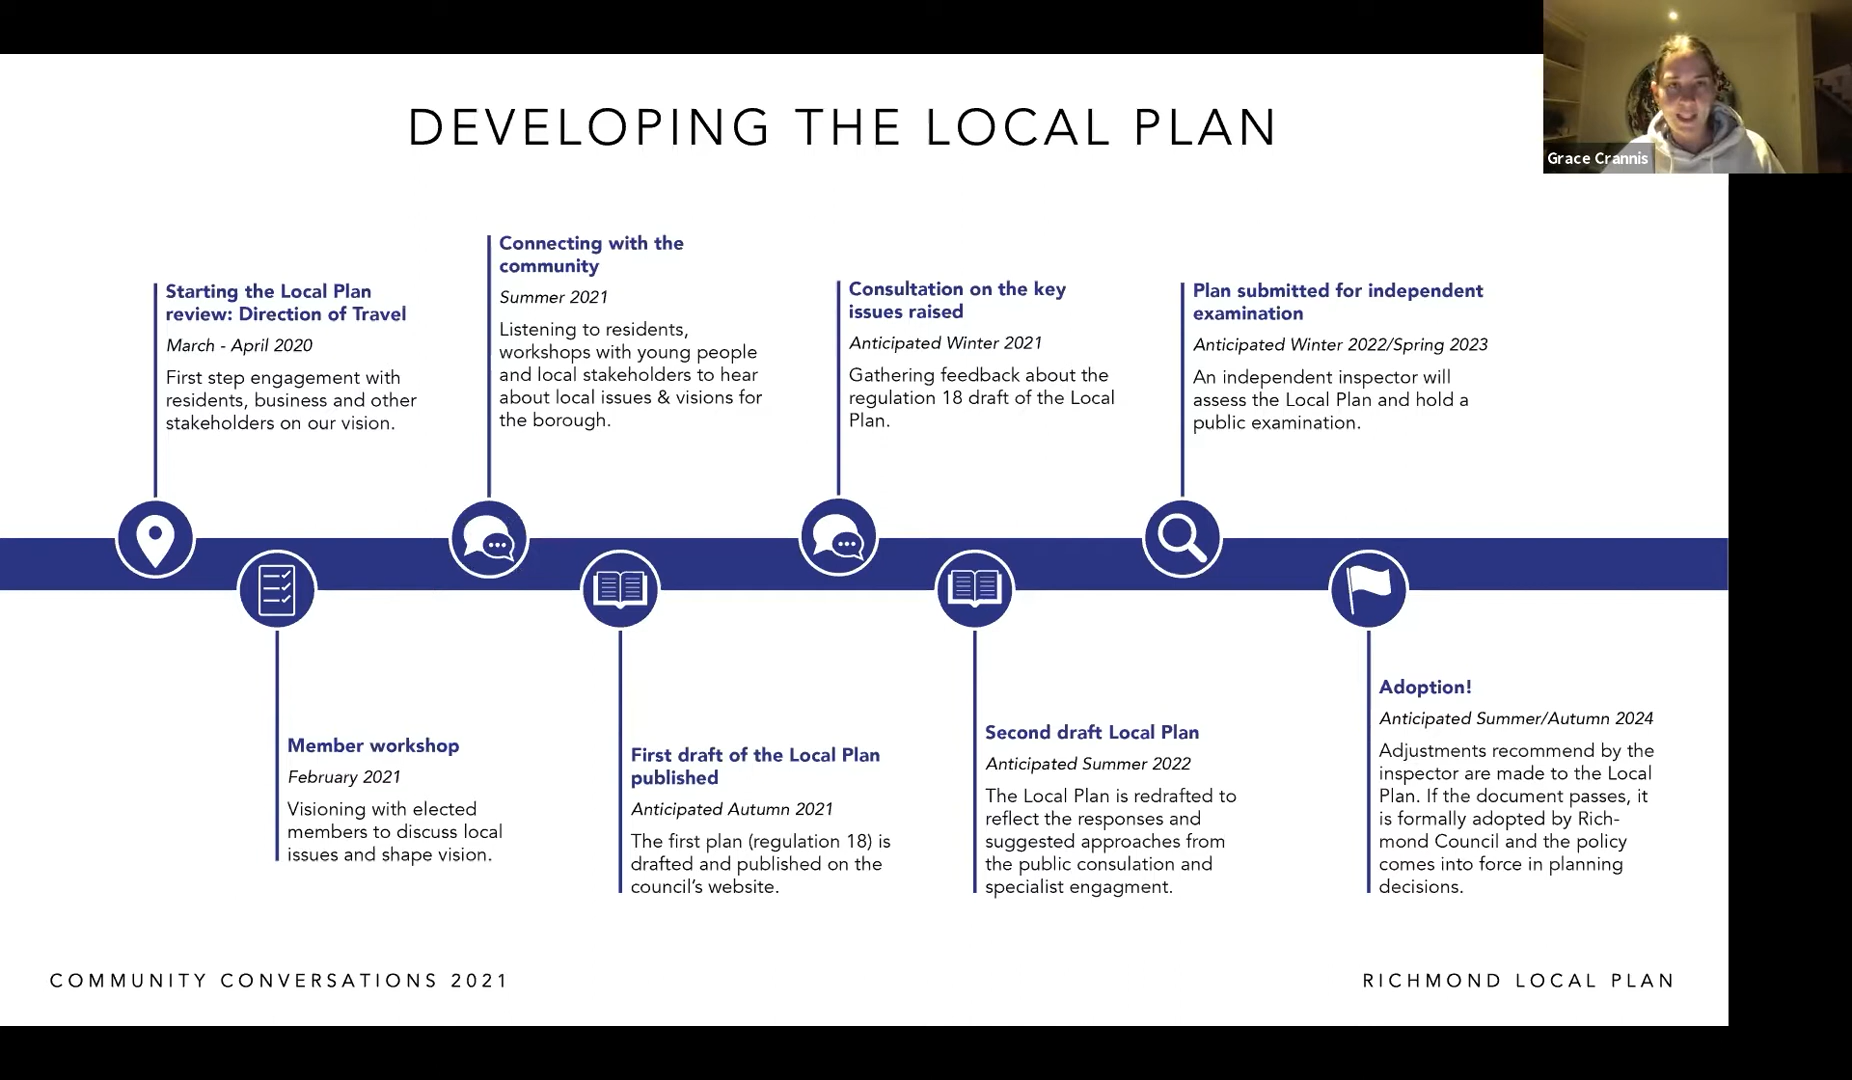 DEVELOPING THE LOCAL PLAN
Grace Crannis
Starting the Local Plan
review: Direction of Travel
March - April 2020
First step engagement with
residents, business and other
stakeholders on our vision.
Connecting with the
community
Summer 2021
Listening to residents,
workshops with young people
and local stakeholders to hear
about local issues & visions for
the borough.
Consultation on the key
issues raised
Anticipated Winter 2021
Gathering feedback about the
regulation 18 draft of the Local
Plan.
Plan submitted for independent
examination
Anticipated Winter 2022/Spring 2023
An independent inspector will
assess the Local Plan and hold a
public examination.
Member workshop
February 2021
Visioning with elected
members to discuss local
issues and shape vision.
First draft of the Local Plan
published
Anticipated Autumn 2021
The first plan (regulation 18) is
drafted and published on the
council's website.
Second draft Local Plan
Anticipated Summer 2022
The Local Plan is redrafted to
reflect the responses and
suggested approaches from
the public consulation and
specialist engagment.
Adoption!
Anticipated Summer/Autumn 2024
Adjustments recommend by the
inspector are made to the Local
Plan. If the document passes, it
is formally adopted by Rich-
mond Council and the policy
comes into force in planning
decisions.
COMMUNITY CONVERSATIONS 2021
RICHMOND LOCAL PLAN